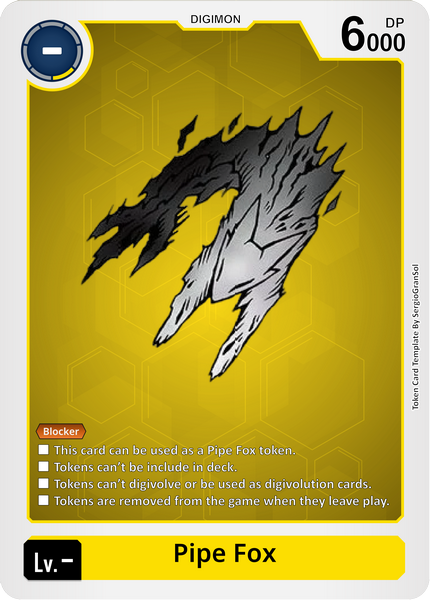 DIGIMON
-
DP
6000
Token Card Template By SergioGranSol
Blocker
This card can be used as a Pipe Fox token.
Tokens can't be include in deck.
Tokens can't digivolve or be used as digivolution cards.
Tokens are removed from the game when they leave play.
Lv.-
Pipe Fox